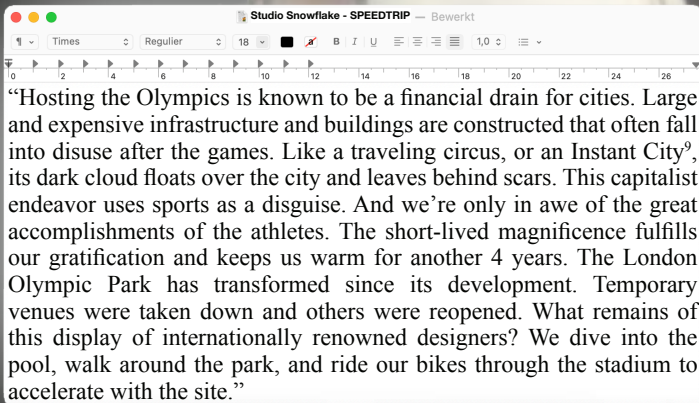 Studio Snowflake - SPEEDTRIP — Bewerkt
¶ Times Regulier 18 a B I U 1,0
0 2 4 6 8 10 12 14 16 18 20 22 24 26
“Hosting the Olympics is known to be a financial drain for cities. Large
and expensive infrastructure and buildings are constructed that often fall
into disuse after the games. Like a traveling circus, or an Instant City⁹,
its dark cloud floats over the city and leaves behind scars. This capitalist
endeavor uses sports as a disguise. And we’re only in awe of the great
accomplishments of the athletes. The short-lived magnificence fulfills
our gratification and keeps us warm for another 4 years. The London
Olympic Park has transformed since its development. Temporary
venues were taken down and others were reopened. What remains of
this display of internationally renowned designers? We dive into the
pool, walk around the park, and ride our bikes through the stadium to
accelerate with the site.”